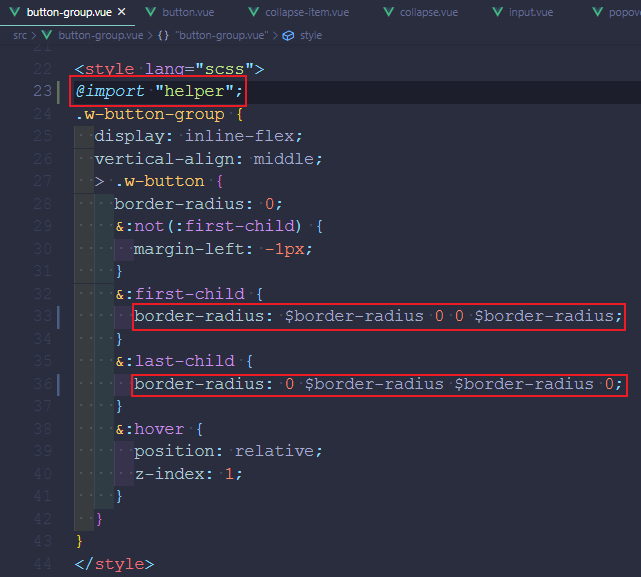 button-group.vue × button.vue collapse-item.vue collapse.vue input.vue popov
src > button-group.vue > {} "button-group.vue" > style
21
22 <style lang="scss">
23 @import "helper";
24 .w-button-group {
25 display: inline-flex;
26 vertical-align: middle;
27 > .w-button {
28 border-radius: 0;
29 &:not(:first-child) {
30 margin-left: -1px;
31 }
32 &:first-child {
33 border-radius: $border-radius 0 0 $border-radius;
34 }
35 &:last-child {
36 border-radius: 0 $border-radius $border-radius 0;
37 }
38 &:hover {
39 position: relative;
40 z-index: 1;
41 }
42 }
43 }
44 </style>